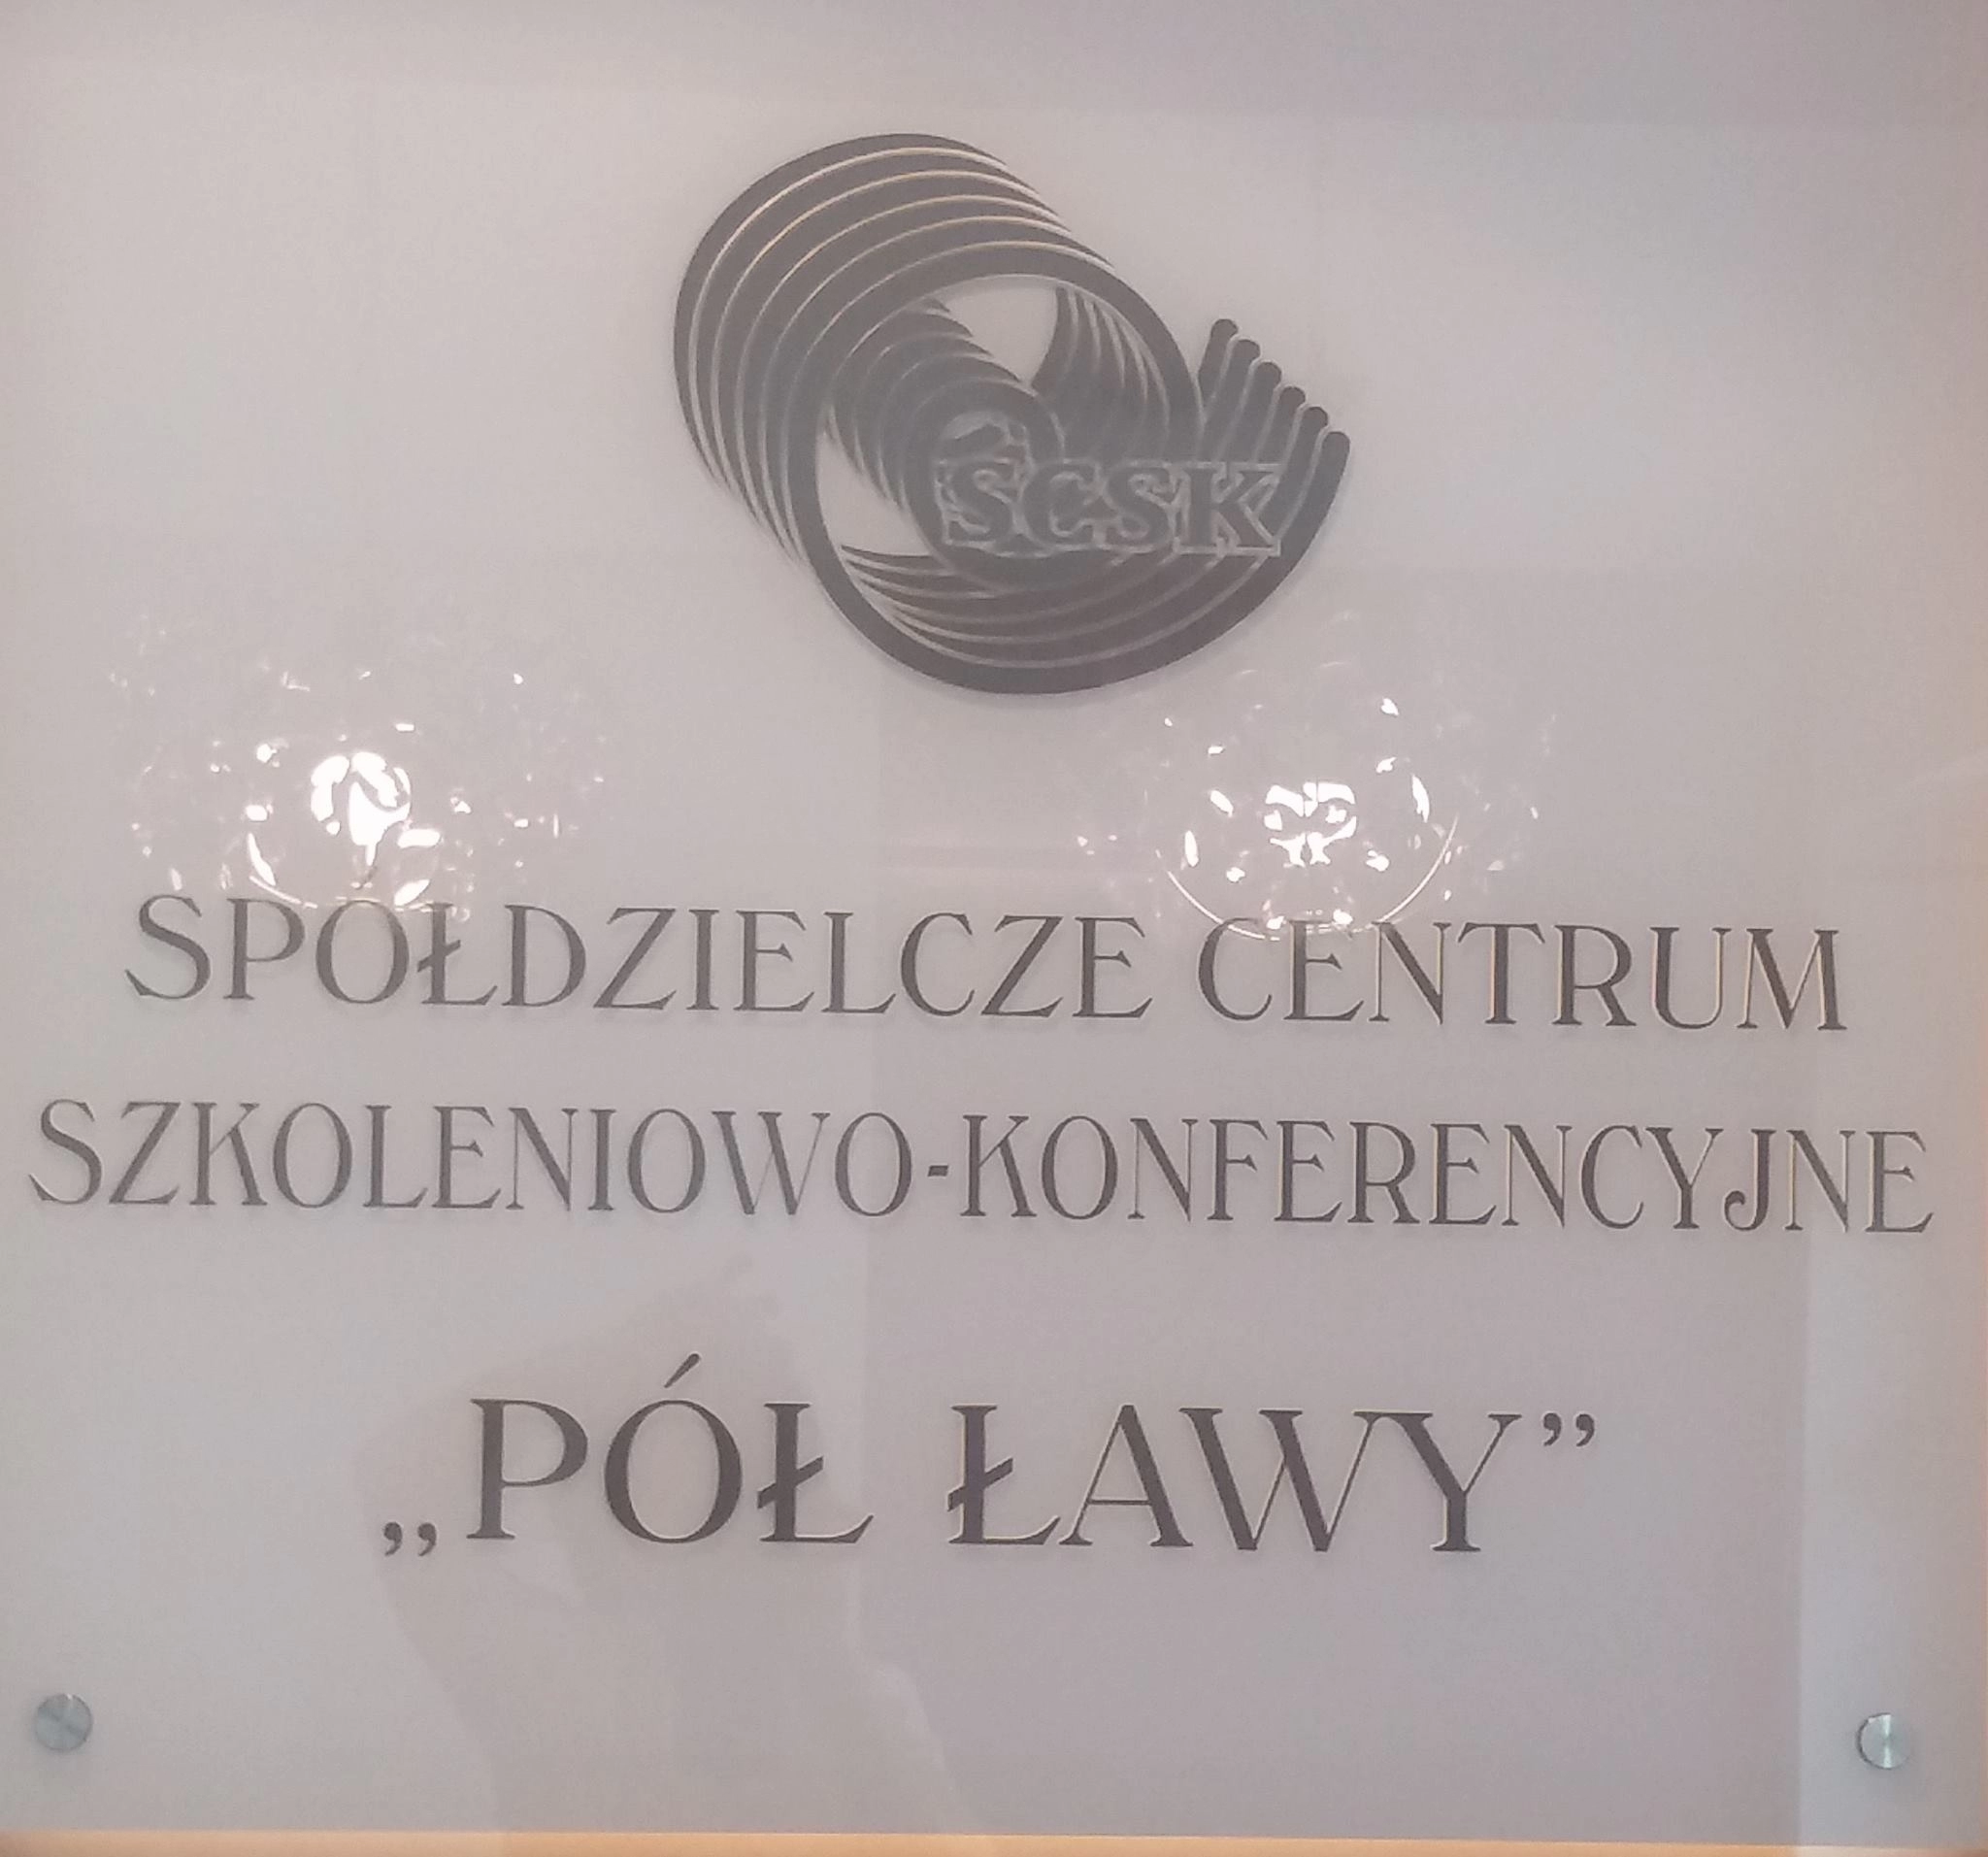 SCSK
SPÓŁDZIELCZE CENTRUM
SZKOLENIOWO-KONFERENCYJNE
„PÓŁ ŁAWY”